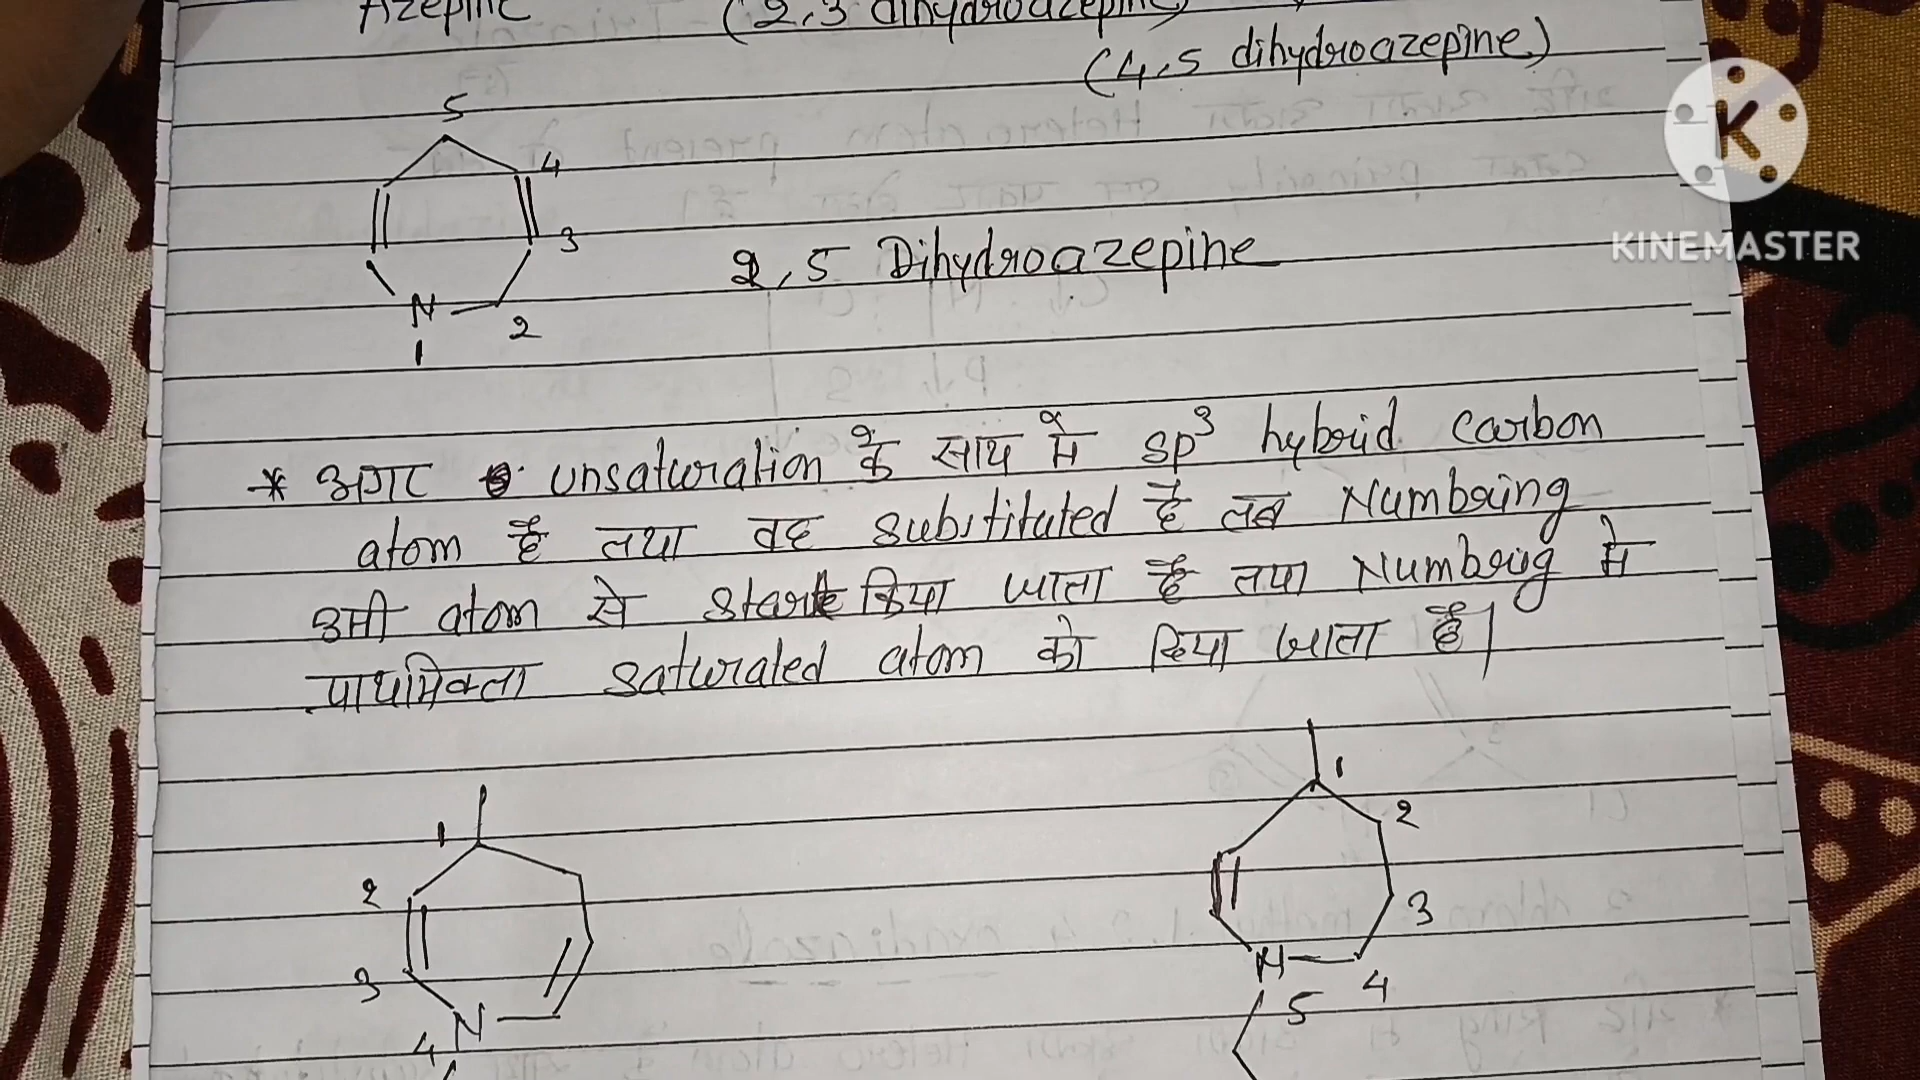 Azepine (2,3 dihydroazepine)
(4,5 dihydroazepine)
5
4
3
N
2
1
2,5 Dihydroazepine
KINEMASTER
* अगर unsaturation के साथ में sp³ hybrid carbon
atom है तथा वह substituted है तब Numbering
उसी atom से start किया जाता है तथा Numbring में
प्राथमिकता saturated atom को दिया जाता है।
1
2
3
N
4
1
2
3
N
4
5